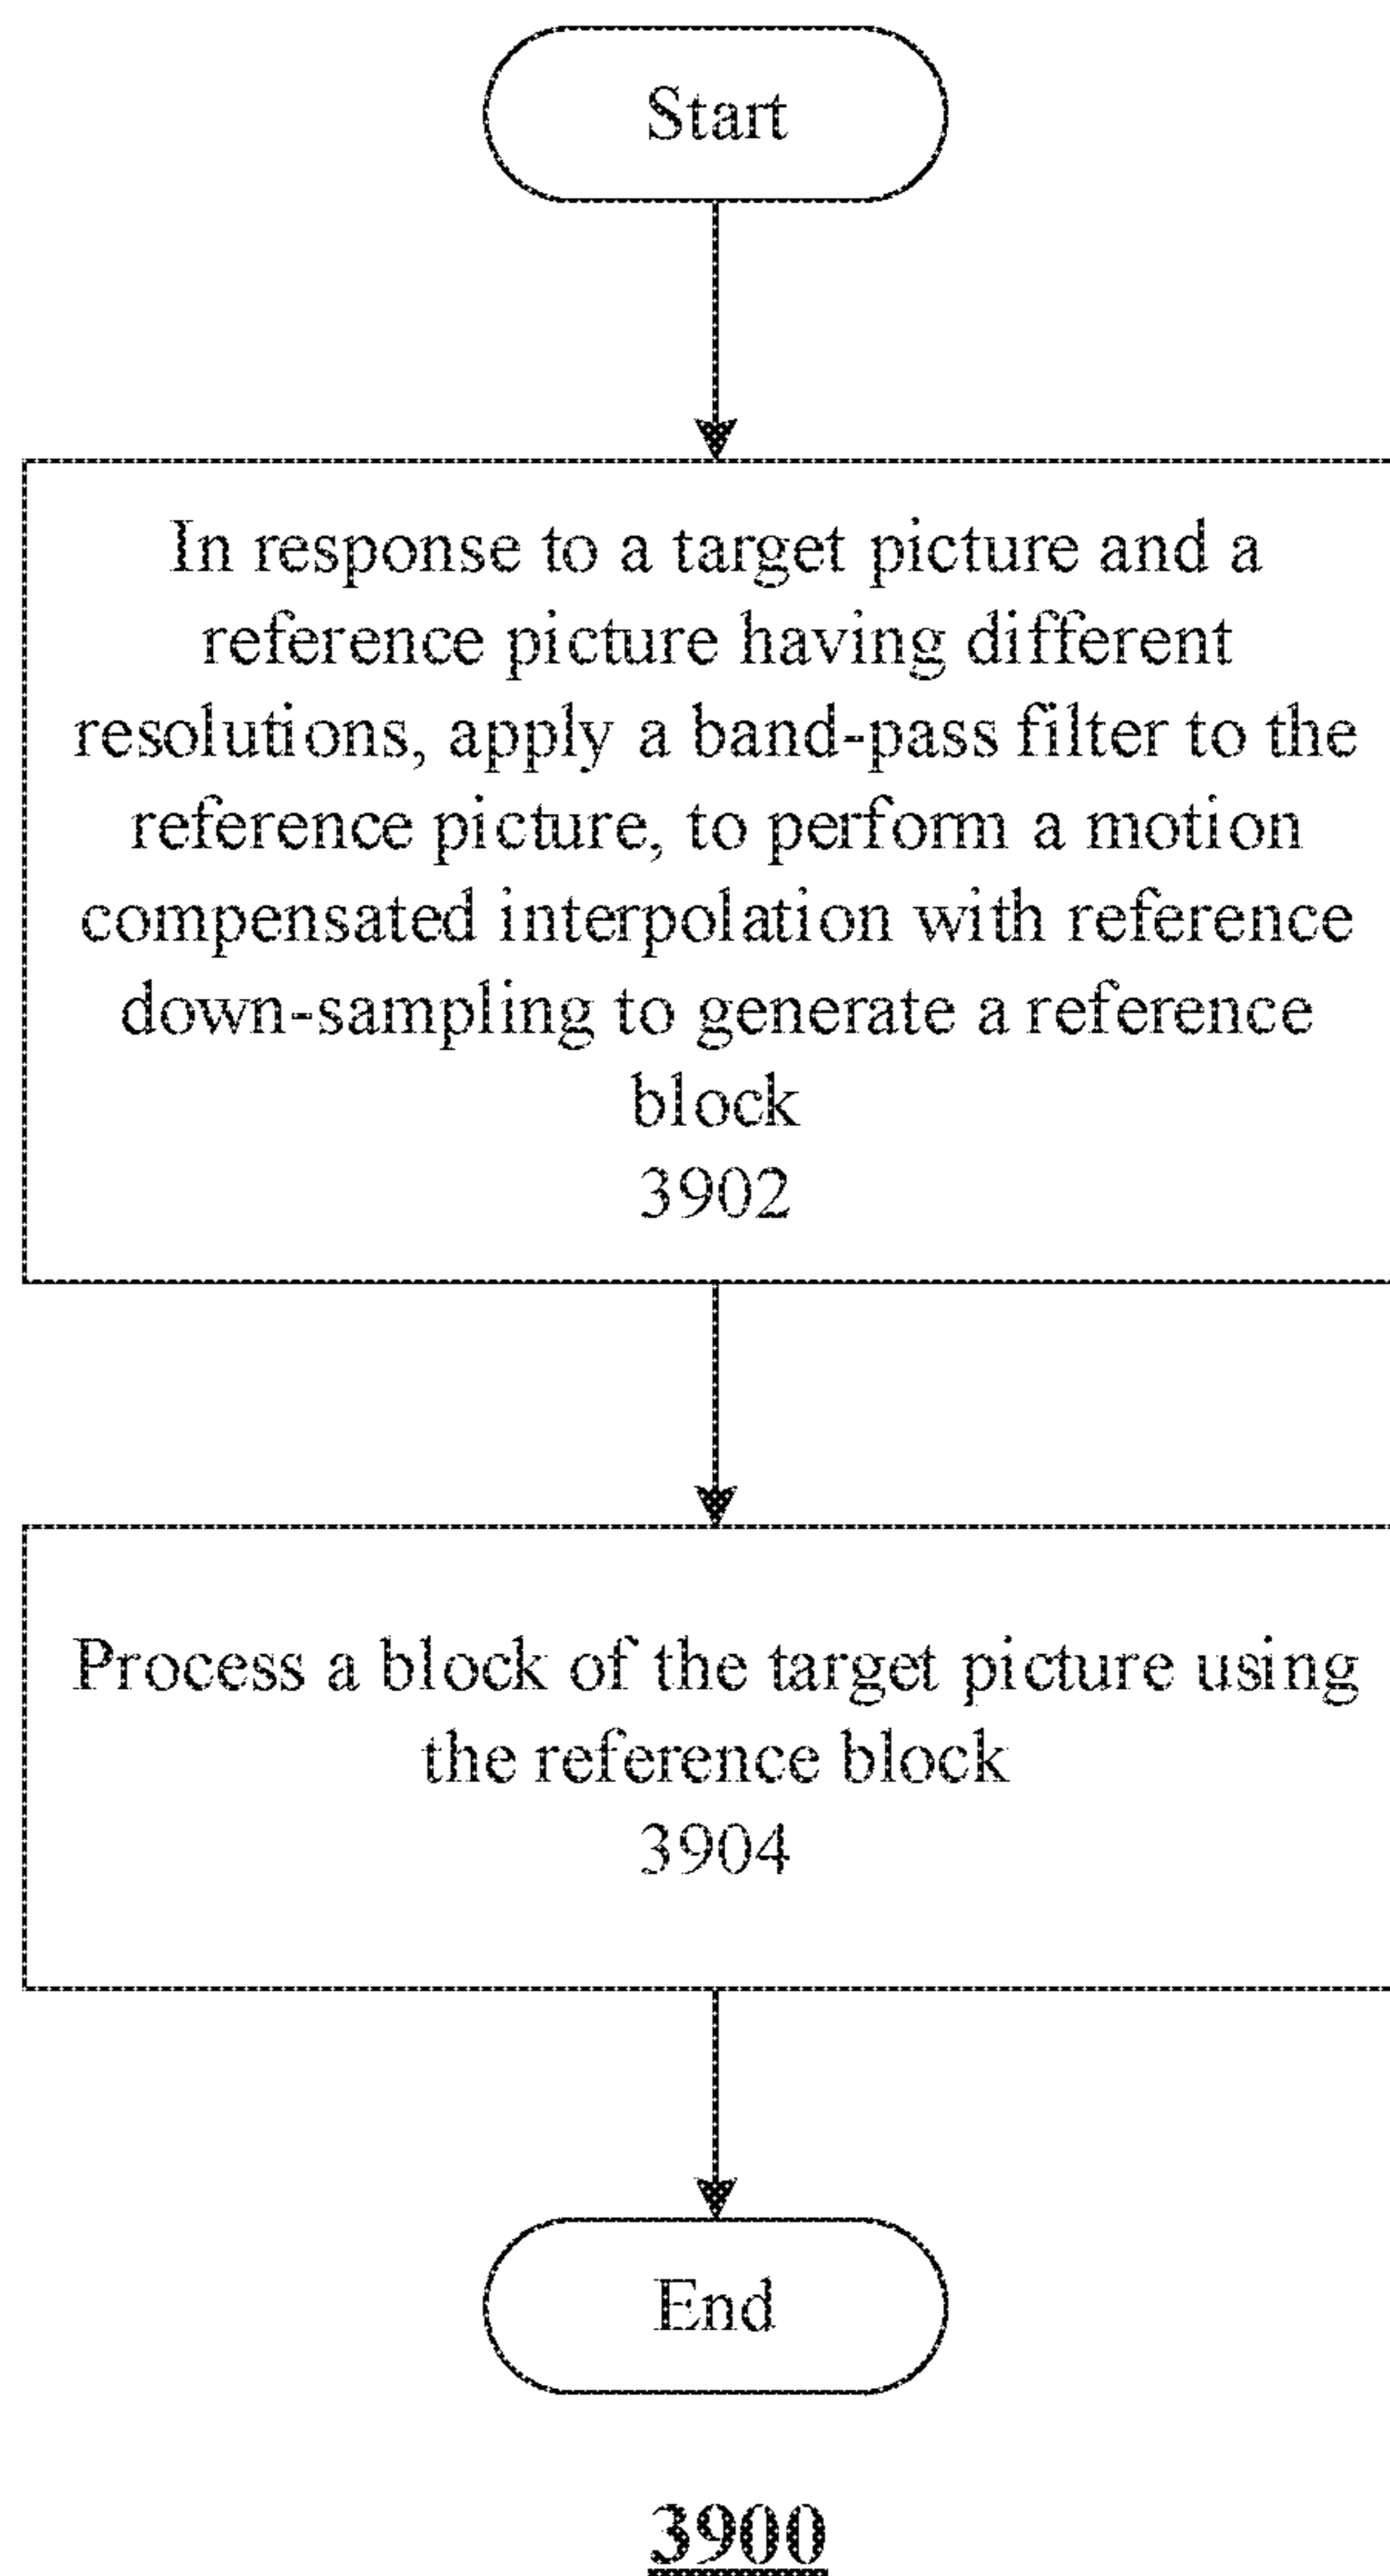 Start
In response to a target picture and a
reference picture having different
resolutions, apply a band-pass filter to the
reference picture, to perform a motion
compensated interpolation with reference
down-sampling to generate a reference
block
3902
Process a block of the target picture using
the reference block
3904
End
3900